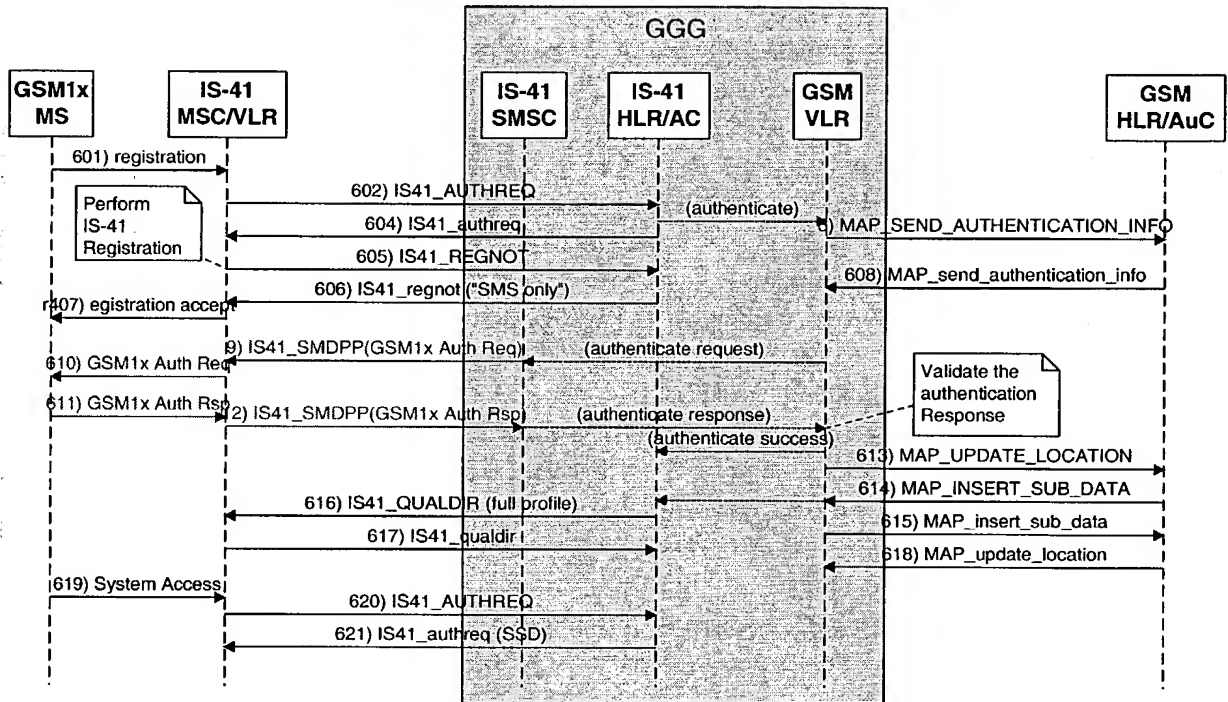 GGG
GSM1x
MS
IS-41
MSC/VLR
IS-41
SMSC
IS-41
HLR/AC
GSM
VLR
GSM
HLR/AuC
601) registration
602) IS41_AUTHREQ
Perform
IS-41
Registration
(authenticate)
604) IS41_authreq
) MAP_SEND_AUTHENTICATION_INFO
605) IS41_REGNOT
608) MAP_send_authentication_info
606) IS41_regnot ("SMS only")
r407) egistration accept
9) IS41_SMDPP(GSM1x Auth Req)
(authenticate request)
610) GSM1x Auth Req
Validate the
authentication
Response
611) GSM1x Auth Rsp
2) IS41_SMDPP(GSM1x Auth Rsp)
(authenticate response)
(authenticate success)
613) MAP_UPDATE_LOCATION
614) MAP_INSERT_SUB_DATA
616) IS41_QUALDIR (full profile)
615) MAP_insert_sub_data
617) IS41_qualdir
618) MAP_update_location
619) System Access
620) IS41_AUTHREQ
621) IS41_authreq (SSD)